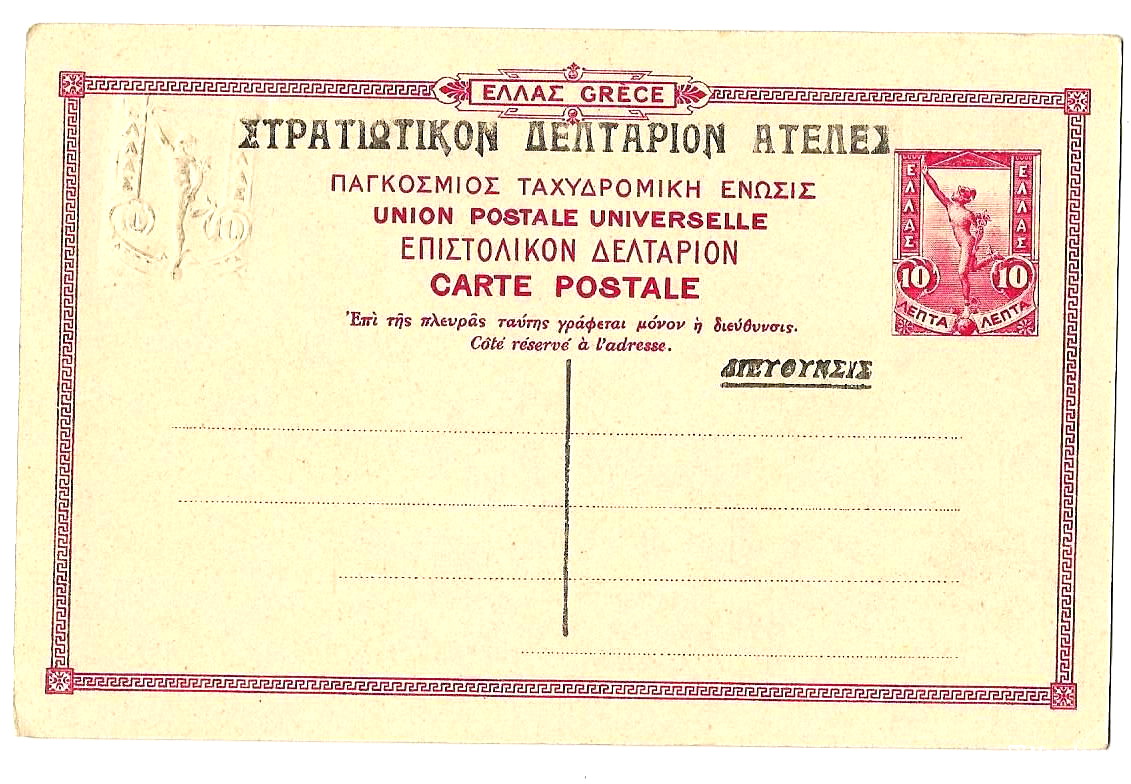 ΕΛΛΑΣ GRÈCE
ΣΤΡΑΤΙΩΤΙΚΟΝ ΔΕΛΤΑΡΙΟΝ ΑΤΕΛΕΣ
ΠΑΓΚΟΣΜΙΟΣ ΤΑΧΥΔΡΟΜΙΚΗ ΕΝΩΣΙΣ
UNION POSTALE UNIVERSELLE
ΕΠΙΣΤΟΛΙΚΟΝ ΔΕΛΤΑΡΙΟΝ
CARTE POSTALE
Ἐπὶ τῆς πλευρᾶς ταύτης γράφεται μόνον ἡ διεύθυνσις.
Côté réservé à l'adresse.
ΕΛΛΑΣ ΕΛΛΑΣ
10 10
ΛΕΠΤΑ ΛΕΠΤΑ
ΔΙΕΥΘΥΝΣΙΣ